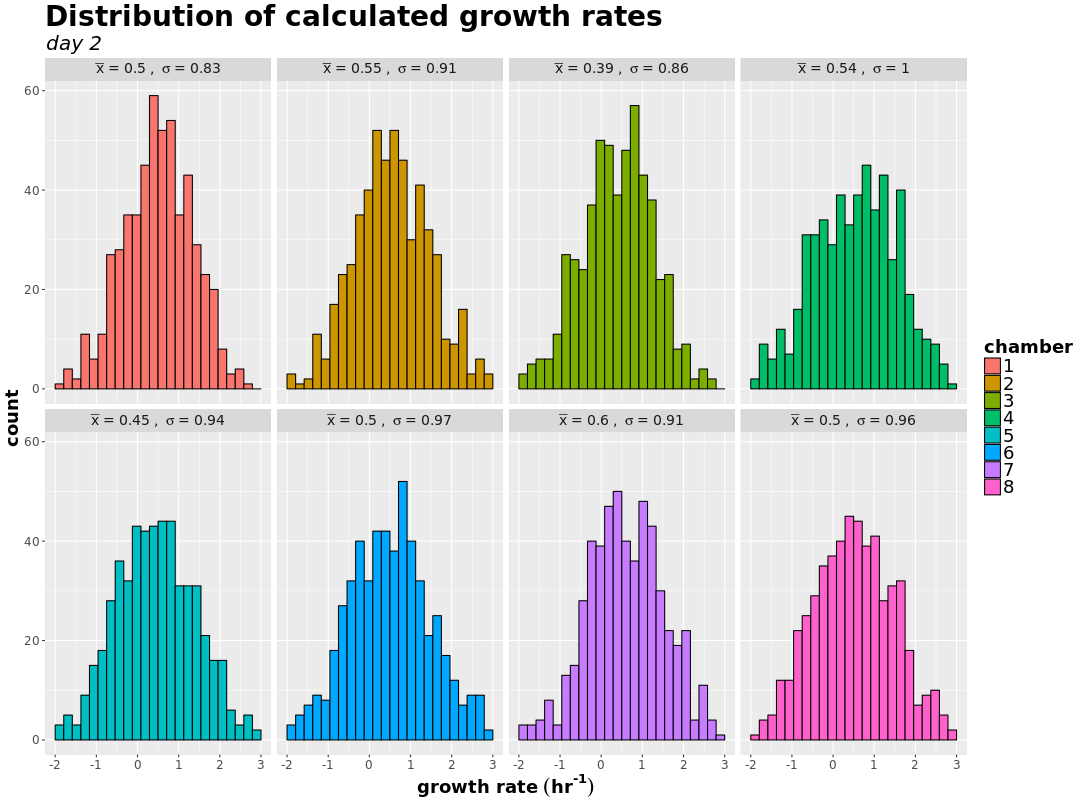 Distribution of calculated growth rates
day 2
x̅ = 0.5 , σ = 0.83
x̅ = 0.55 , σ = 0.91
x̅ = 0.39 , σ = 0.86
x̅ = 0.54 , σ = 1
60
40
20
0
x̅ = 0.45 , σ = 0.94
x̅ = 0.5 , σ = 0.97
x̅ = 0.6 , σ = 0.91
x̅ = 0.5 , σ = 0.96
60
40
20
0
-2 -1 0 1 2 3
-2 -1 0 1 2 3
-2 -1 0 1 2 3
-2 -1 0 1 2 3
growth rate (hr⁻¹)
count
chamber
1
2
3
4
5
6
7
8